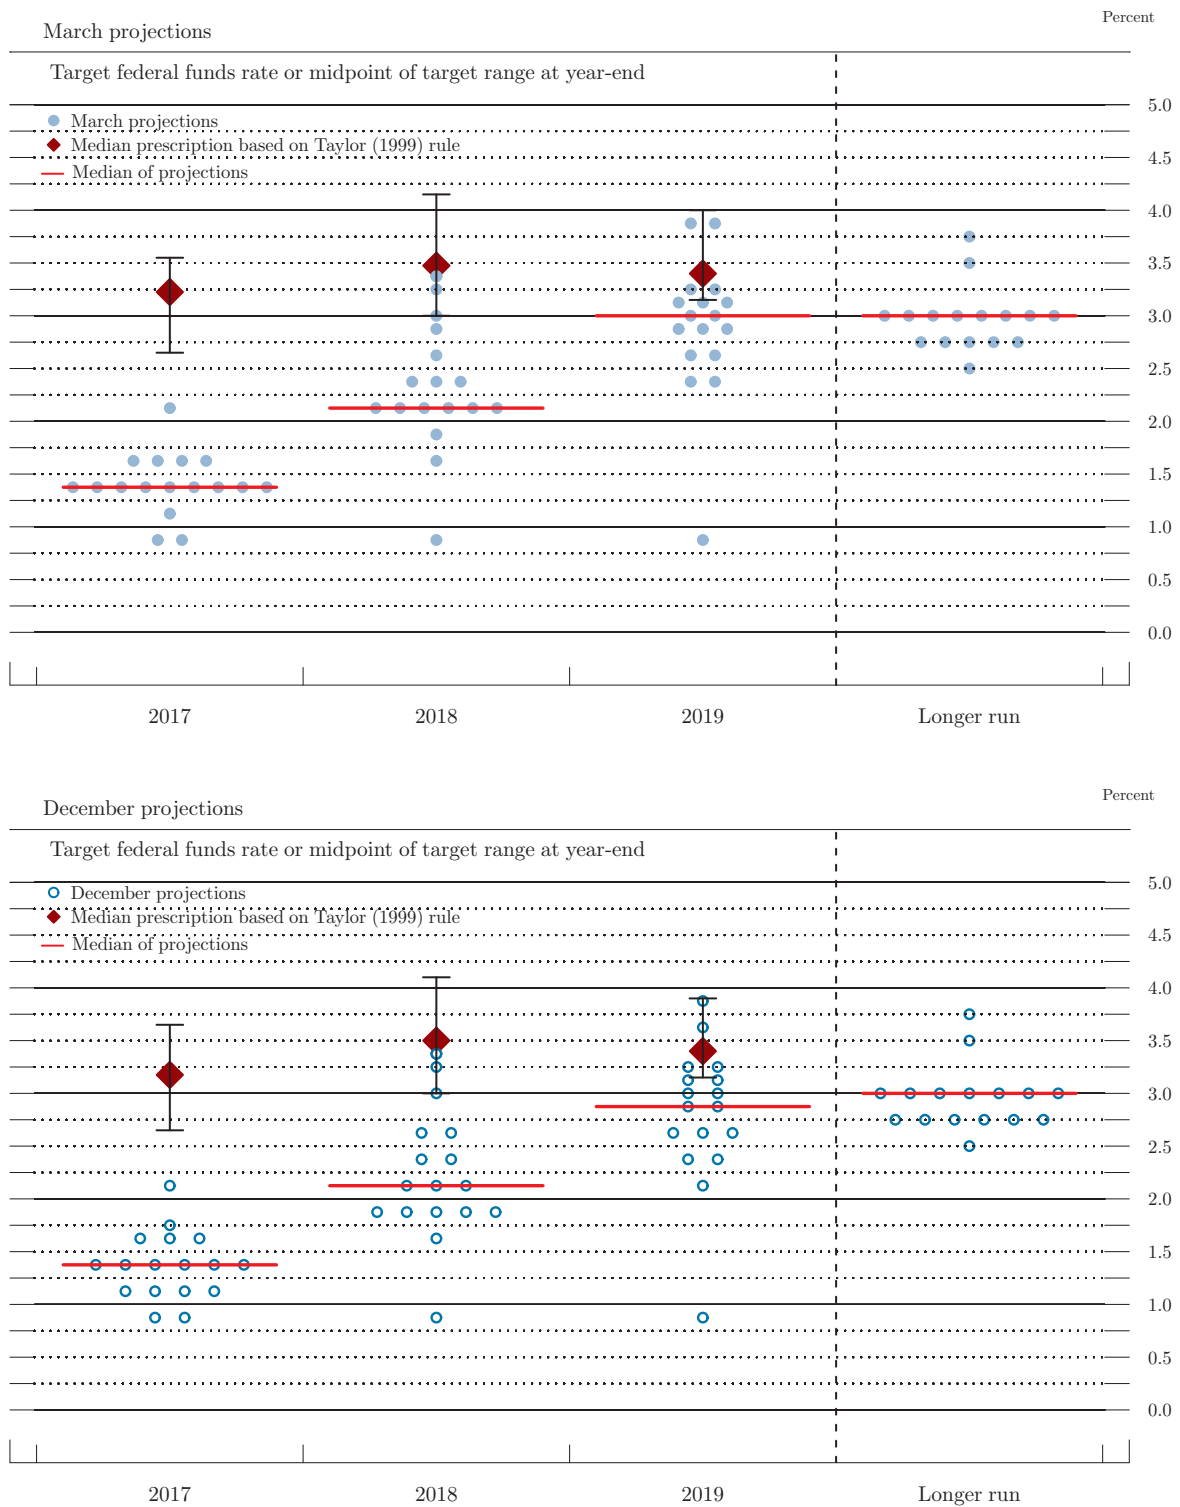 Percent
March projections
Target federal funds rate or midpoint of target range at year-end
March projections
Median prescription based on Taylor (1999) rule
Median of projections
5.0
4.5
4.0
3.5
3.0
2.5
2.0
1.5
1.0
0.5
0.0
2017 2018 2019 Longer run
Percent
December projections
Target federal funds rate or midpoint of target range at year-end
December projections
Median prescription based on Taylor (1999) rule
Median of projections
5.0
4.5
4.0
3.5
3.0
2.5
2.0
1.5
1.0
0.5
0.0
2017 2018 2019 Longer run